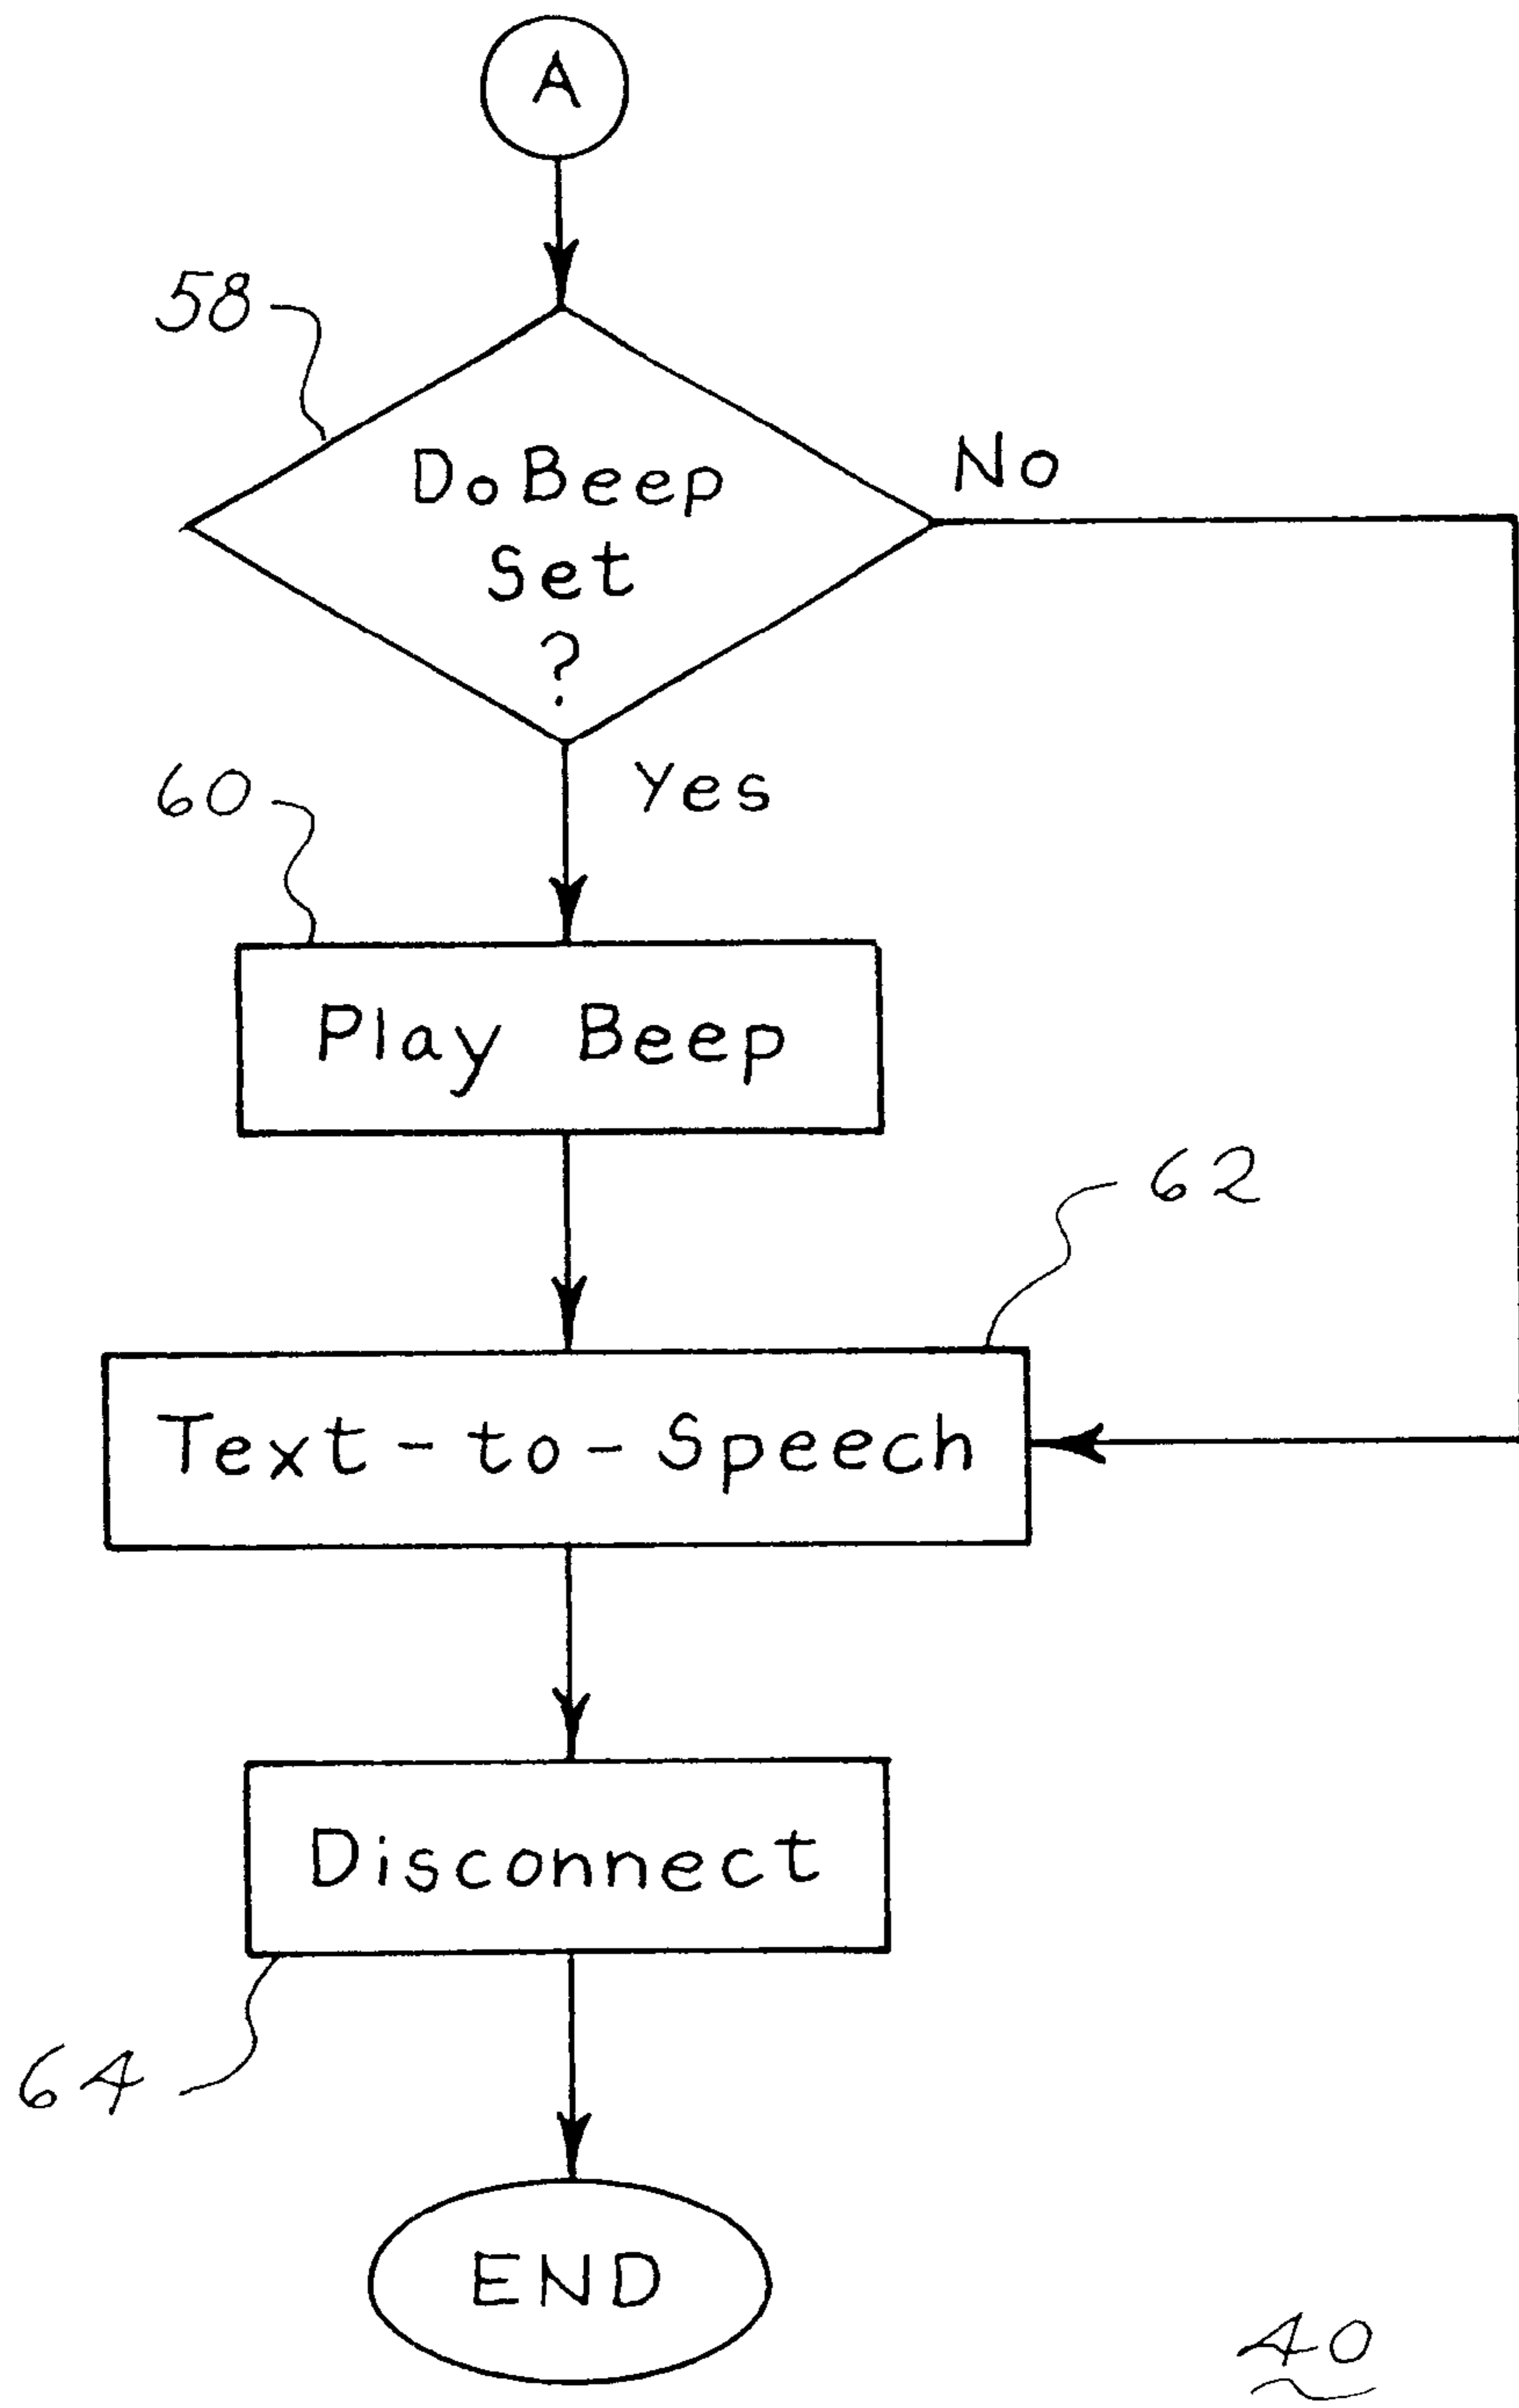 A
58
DoBeep
Set
?
No
Yes
60
Play Beep
62
Text-to-Speech
Disconnect
64
END
40